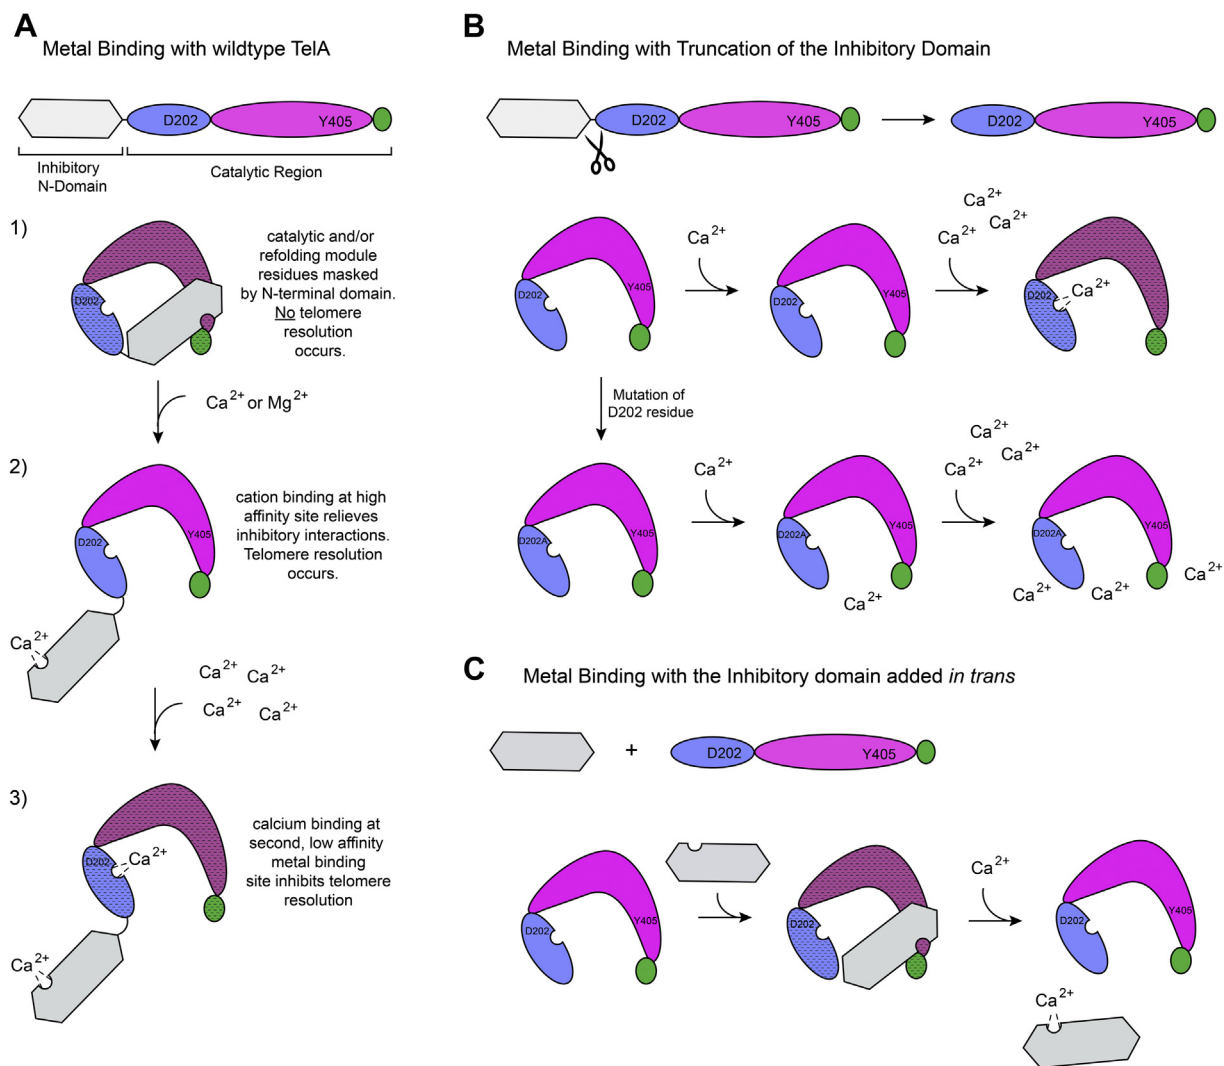 A
Metal Binding with wildtype TelA
D202
Y405
Inhibitory
N-Domain
Catalytic Region
1)
D202
catalytic and/or
refolding module
residues masked
by N-terminal domain.
No telomere
resolution
occurs.
Ca2+ or Mg2+
2)
D202
Y405
cation binding at high
affinity site relieves
inhibitory interactions.
Telomere resolution
occurs.
Ca2+
Ca2+ Ca2+
Ca2+ Ca2+
3)
D202
Ca2+
calcium binding at
second, low affinity
metal binding
site inhibits telomere
resolution
Ca2+
B
Metal Binding with Truncation of the Inhibitory Domain
D202
Y405
D202
Y405
D202
Y405
Ca2+
D202
Y405
Ca2+
Ca2+
Ca2+
D202
Ca2+
Mutation of
D202 residue
D202A
Y405
Ca2+
D202A
Y405
Ca2+
Ca2+
Ca2+
Ca2+
D202A
Y405
Ca2+
Ca2+
Ca2+
C
Metal Binding with the Inhibitory domain added in trans
+
D202
Y405
D202
Y405
D202
Ca2+
D202
Y405
Ca2+